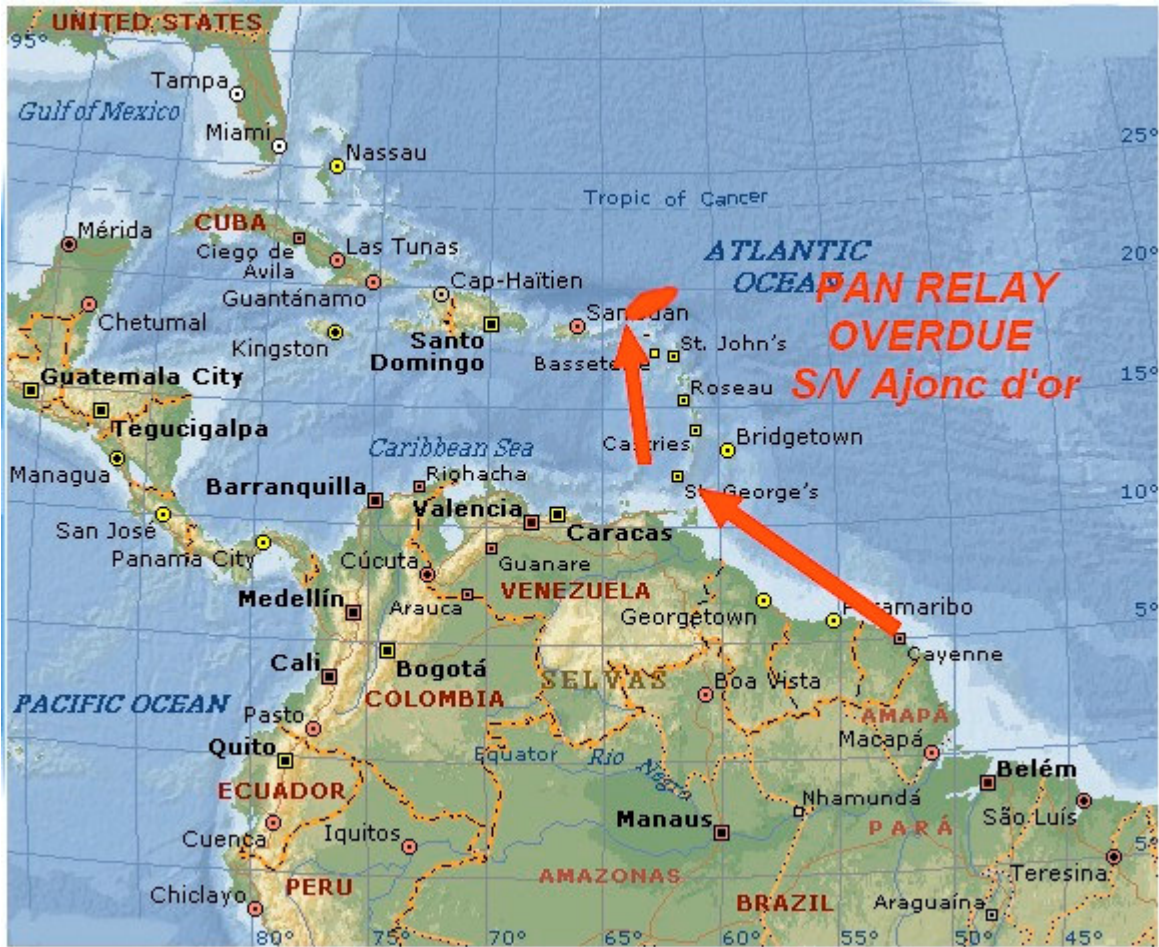 UNITED STATES
95°
Tampa
Gulf of Mexico
Miami
Nassau
25°
Tropic of Cancer
Mérida
CUBA
Ciego de
Ávila
Las Tunas
ATLANTIC
OCEAN
20°
Cap-Haïtien
PAN RELAY
OVERDUE
S/V Ajonc d'or
Guantánamo
Chetumal
San Juan
Kingston
Santo
Domingo
St. John's
Basseterre
Guatemala City
Roseau
15°
Tegucigalpa
Caribbean Sea
Castries
Bridgetown
Managua
Riohacha
Barranquilla
St. George's
10°
Valencia
San José
Caracas
Panama City
Cúcuta
Guanare
VENEZUELA
Medellín
Arauca
Georgetown
Paramaribo
5°
Cayenne
Cali
Bogotá
SELVAS
Boa Vista
PACIFIC OCEAN
COLOMBIA
Pasto
AMAPÁ
Macapá
Quito
Equator
Rio Negro
Belém
ECUADOR
Nhamundá
Manaus
São Luís
PARÁ
Cuenca
Iquitos
5°
Teresina
Chiclayo
PERU
AMAZONAS
BRAZIL
Araguaína
80°
75°
70°
65°
60°
55°
50°
45°